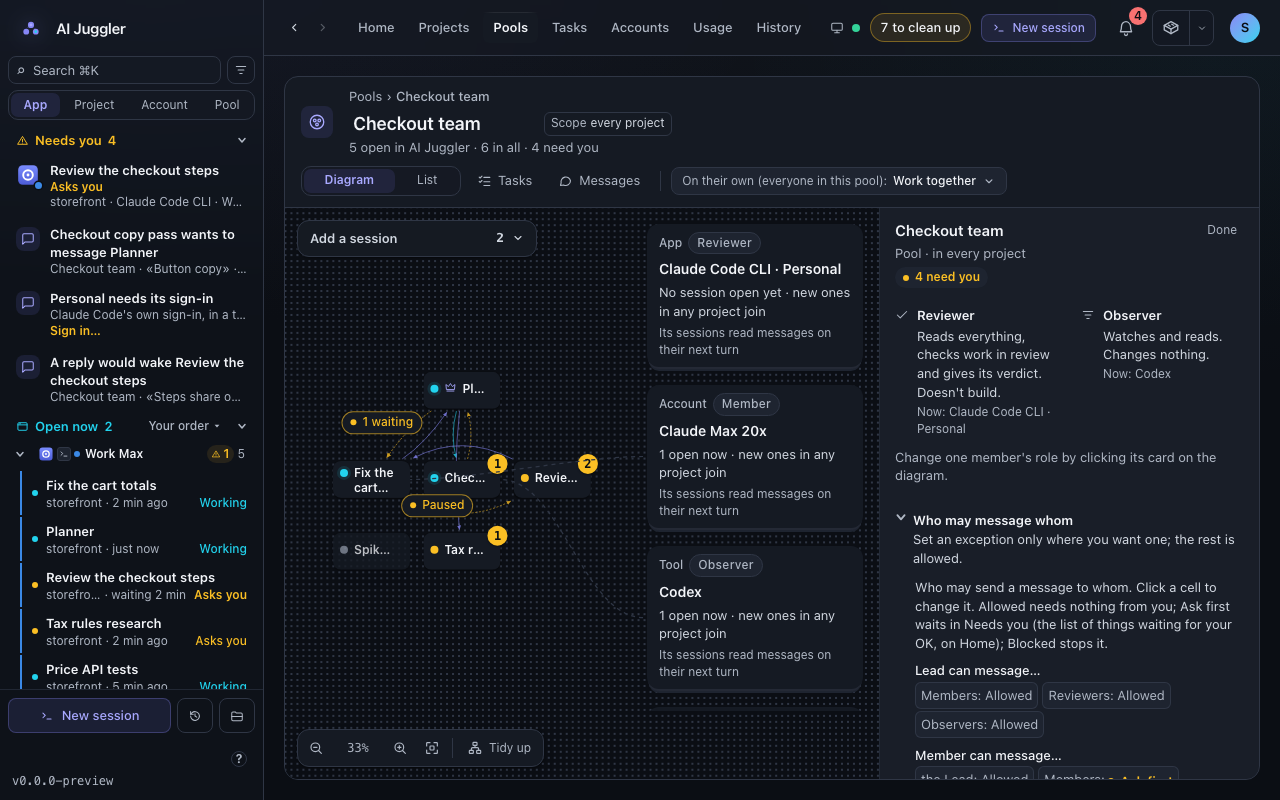 AI Juggler
Search ⌘K
App
Project
Account
Pool
Needs you 4
Review the checkout steps
Asks you
storefront · Claude Code CLI · W...
Checkout copy pass wants to
message Planner
Checkout team · «Button copy» ·...
Personal needs its sign-in
Claude Code's own sign-in, in a t...
Sign in...
A reply would wake Review the
checkout steps
Checkout team · «Steps share o...
Open now 2
Your order
Work Max
1
5
Fix the cart totals
storefront · 2 min ago
Working
Planner
storefront · just now
Working
Review the checkout steps
storefro... · waiting 2 min
Asks you
Tax rules research
storefront · 2 min ago
Asks you
Price API tests
storefront · 5 min ago
Working
New session
?
v0.0.0-preview
Home
Projects
Pools
Tasks
Accounts
Usage
History
7 to clean up
New session
4
S
Pools › Checkout team
Checkout team
Scope every project
5 open in AI Juggler · 6 in all · 4 need you
Diagram
List
Tasks
Messages
On their own (everyone in this pool): Work together
Add a session
2
Pl...
1 waiting
Fix the
cart...
Chec...
1
Revie...
2
Paused
Spik...
Tax r...
1
App
Reviewer
Claude Code CLI · Personal
No session open yet · new ones
in any project join
Its sessions read messages on
their next turn
Account
Member
Claude Max 20x
1 open now · new ones in any
project join
Its sessions read messages on
their next turn
Tool
Observer
Codex
1 open now · new ones in any
project join
Its sessions read messages on
their next turn
33%
Tidy up
Checkout team
Done
Pool · in every project
4 need you
Reviewer
Reads everything,
checks work in review
and gives its verdict.
Doesn't build.
Now: Claude Code CLI ·
Personal
Observer
Watches and reads.
Changes nothing.
Now: Codex
Change one member's role by clicking its card on the
diagram.
Who may message whom
Set an exception only where you want one; the rest is
allowed.
Who may send a message to whom. Click a cell to
change it. Allowed needs nothing from you; Ask first
waits in Needs you (the list of things waiting for your
OK, on Home); Blocked stops it.
Lead can message...
Members: Allowed
Reviewers: Allowed
Observers: Allowed
Member can message...
the Lead: Allowed
Members: Ask first